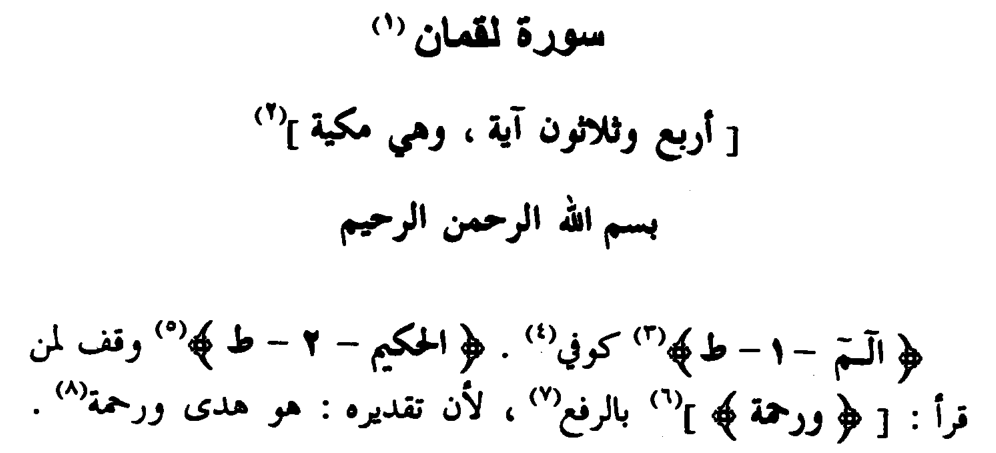 سورة لقمان (١)
[ أربع وثلاثون آية ، وهي مكية ](٢)
بسم الله الرحمن الرحيم
﴿ الٓـمٓ – ١ – ط ﴾(٣) كوفي(٤) . ﴿ الحكيم – ٢ – ط ﴾(٥) وقف لمن
قرأ : [ ﴿ ورحمة ﴾ ](٦) بالرفع(٧) ، لأن تقديره : هو هدى ورحمة(٨) .